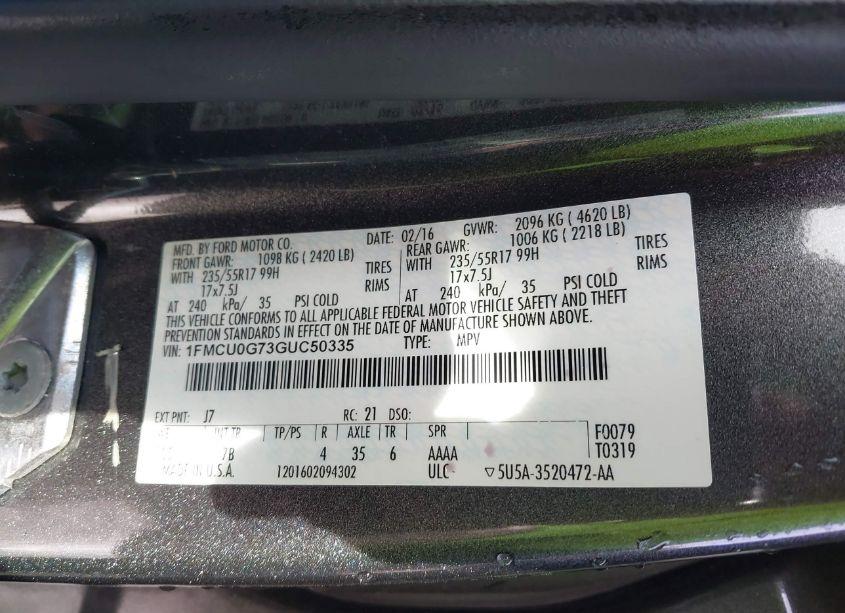 MFD. BY FORD MOTOR CO. DATE: 02/16 GVWR: 2096 KG ( 4620 LB)
FRONT GAWR: 1098 KG (2420 LB) REAR GAWR: 1006 KG (2218 LB)
WITH 235/55R17 99H TIRES WITH 235/55R17 99H TIRES
17x7.5J RIMS 17x7.5J RIMS
AT 240 kPa/ 35 PSI COLD AT 240 kPa/ 35 PSI COLD
THIS VEHICLE CONFORMS TO ALL APPLICABLE FEDERAL MOTOR VEHICLE SAFETY AND THEFT
PREVENTION STANDARDS IN EFFECT ON THE DATE OF MANUFACTURE SHOWN ABOVE.
VIN: 1FMCU0G73GUC50335 TYPE: MPV
EXT PNT: J7 RC: 21 DSO:
INT TR TP/PS R AXLE TR SPR F0079
7B 4 35 6 AAAA T0319
MADE IN U.S.A. 1201602094302 ULC ▽5U5A-3520472-AA